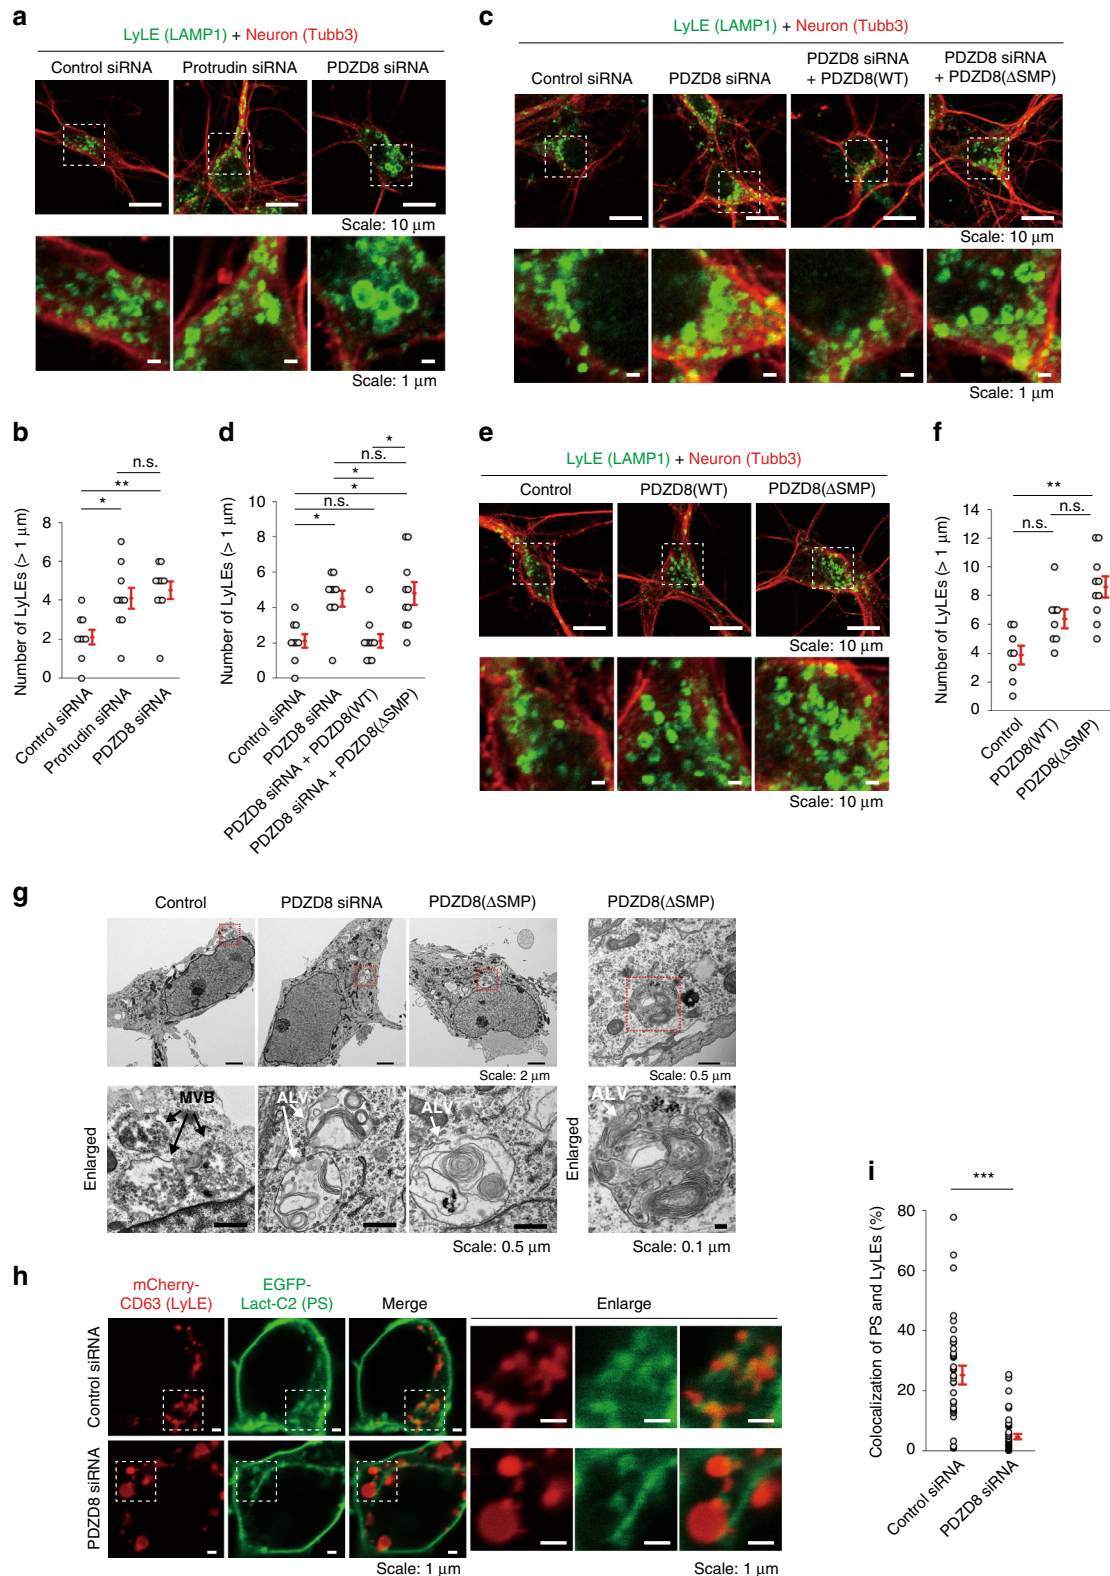 a
LyLE (LAMP1) + Neuron (Tubb3)
Control siRNA
Protrudin siRNA
PDZD8 siRNA
Scale: 10 μm
Scale: 1 μm
c
LyLE (LAMP1) + Neuron (Tubb3)
Control siRNA
PDZD8 siRNA
PDZD8 siRNA
+ PDZD8(WT)
PDZD8 siRNA
+ PDZD8(ΔSMP)
Scale: 10 μm
Scale: 1 μm
b
n.s.
**
*
Number of LyLEs (> 1 μm)
8
6
4
2
0
Control siRNA
Protrudin siRNA
PDZD8 siRNA
d
*
n.s.
*
*
n.s.
*
Number of LyLEs (> 1 μm)
10
8
6
4
2
0
Control siRNA
PDZD8 siRNA
PDZD8 siRNA + PDZD8(WT)
PDZD8 siRNA + PDZD8(ΔSMP)
e
LyLE (LAMP1) + Neuron (Tubb3)
Control
PDZD8(WT)
PDZD8(ΔSMP)
Scale: 10 μm
Scale: 10 μm
f
**
n.s.
n.s.
Number of LyLEs (> 1 μm)
14
12
10
8
6
4
2
0
Control
PDZD8(WT)
PDZD8(ΔSMP)
g
Control
PDZD8 siRNA
PDZD8(ΔSMP)
PDZD8(ΔSMP)
Scale: 2 μm
Scale: 0.5 μm
Enlarged
MVB
ALV
ALV
Enlarged
ALV
Scale: 0.5 μm
Scale: 0.1 μm
h
mCherry-
CD63 (LyLE)
EGFP-
Lact-C2 (PS)
Merge
Enlarge
Control siRNA
PDZD8 siRNA
Scale: 1 μm
Scale: 1 μm
i
***
Colocalization of PS and LyLEs (%)
80
60
40
20
0
Control siRNA
PDZD8 siRNA